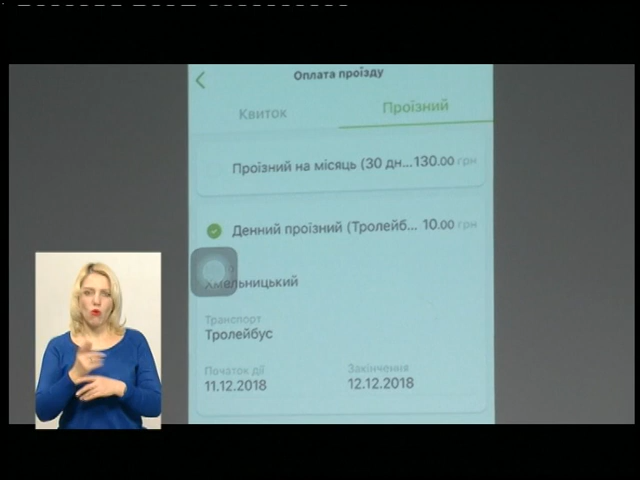 Оплата проїзду
Квиток
Проїзний
Проїзний на місяць (30 дн...130.00 грн
Денний проїзний (Тролейб... 10.00 грн
Хмельницький
Транспорт
Тролейбус
Початок дії
Закінчення
11.12.2018
12.12.2018